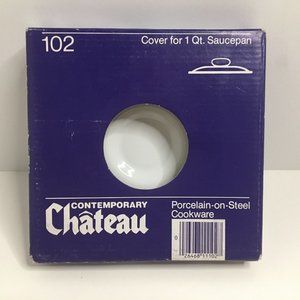 102
Cover for 1 Qt. Saucepan
CONTEMPORARY
Château
Porcelain-on-Steel
Cookware